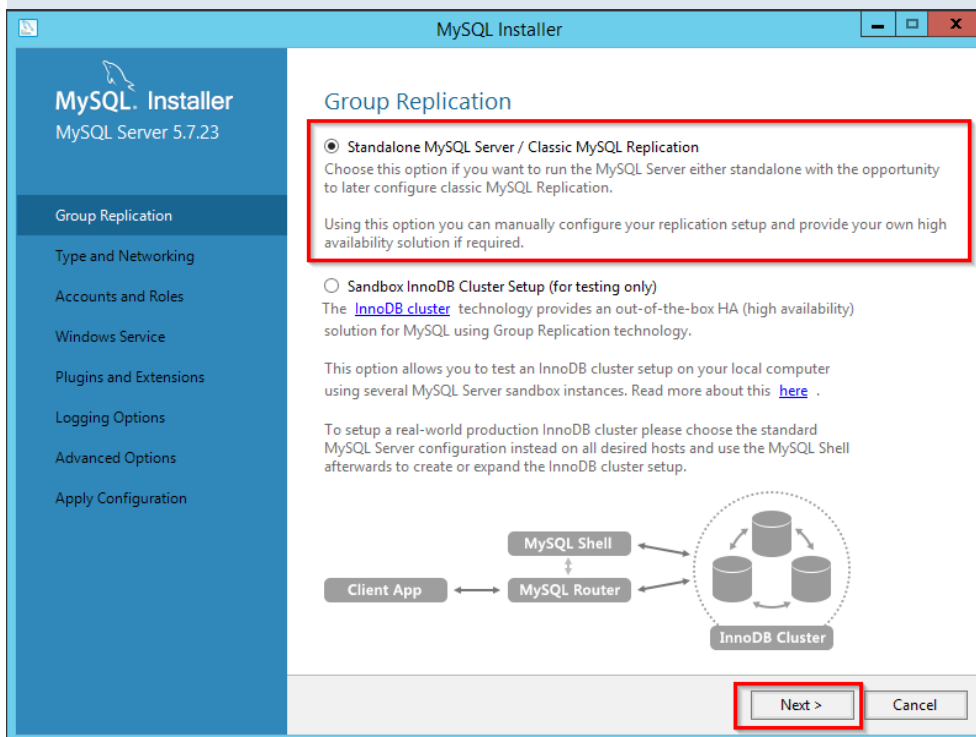 MySQL Installer
MySQL. Installer
MySQL Server 5.7.23
Group Replication
Type and Networking
Accounts and Roles
Windows Service
Plugins and Extensions
Logging Options
Advanced Options
Apply Configuration
Group Replication
Standalone MySQL Server / Classic MySQL Replication
Choose this option if you want to run the MySQL Server either standalone with the opportunity
to later configure classic MySQL Replication.
Using this option you can manually configure your replication setup and provide your own high
availability solution if required.
Sandbox InnoDB Cluster Setup (for testing only)
The InnoDB cluster technology provides an out-of-the-box HA (high availability)
solution for MySQL using Group Replication technology.
This option allows you to test an InnoDB cluster setup on your local computer
using several MySQL Server sandbox instances. Read more about this here .
To setup a real-world production InnoDB cluster please choose the standard
MySQL Server configuration instead on all desired hosts and use the MySQL Shell
afterwards to create or expand the InnoDB cluster setup.
MySQL Shell
Client App
MySQL Router
InnoDB Cluster
Next >
Cancel